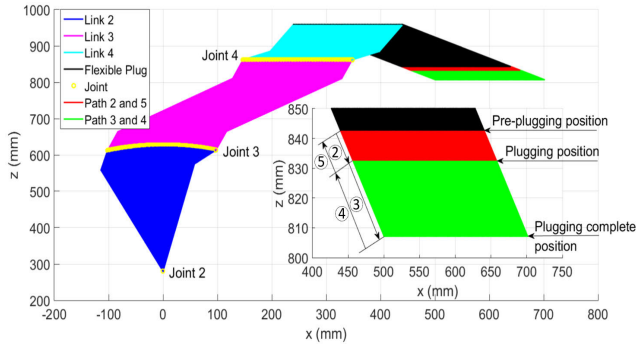 Link 2
Link 3
Link 4
Flexible Plug
Joint
Path 2 and 5
Path 3 and 4
1000
900
800
700
600
500
400
300
200
z (mm)
-200
-100
0
100
200
300
400
500
600
700
800
x (mm)
Joint 4
Joint 3
Joint 2
850
840
830
820
810
800
z (mm)
400
450
500
550
600
650
700
750
x (mm)
②
⑤
③
④
Pre-plugging position
Plugging position
Plugging complete
position